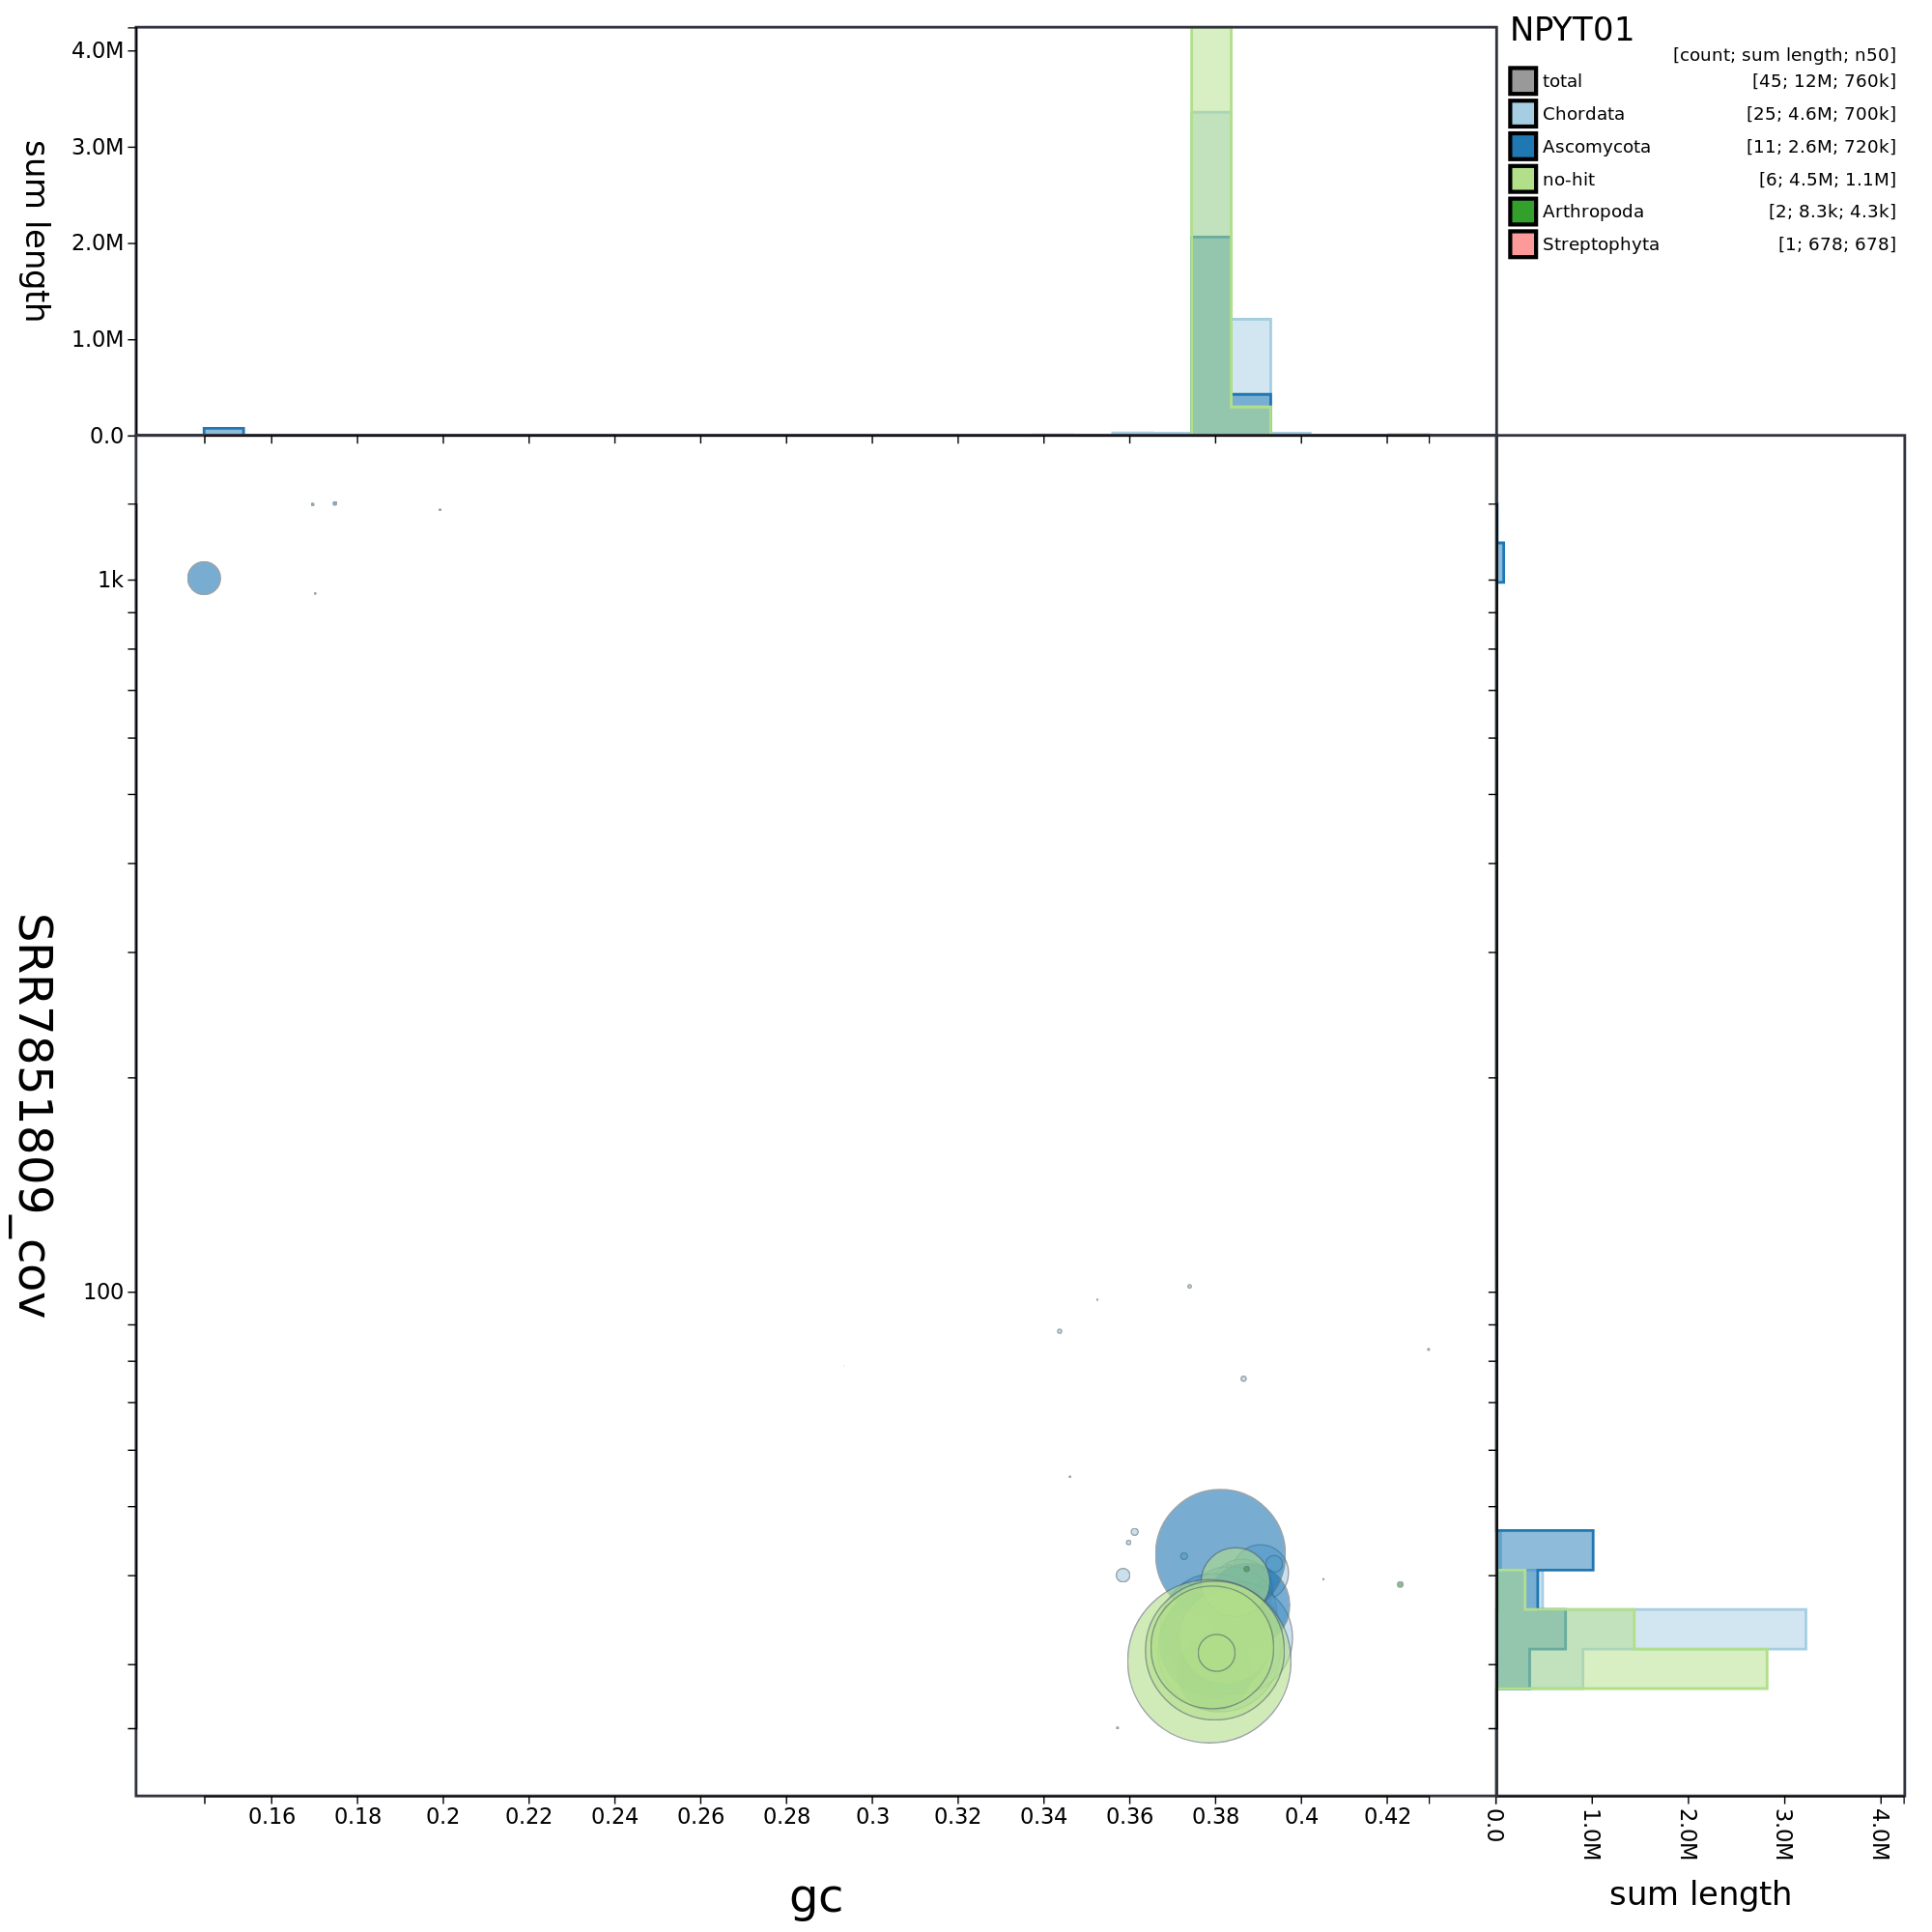 NPYT01
[count; sum length; n50]
total [45; 12M; 760k]
Chordata [25; 4.6M; 700k]
Ascomycota [11; 2.6M; 720k]
no-hit [6; 4.5M; 1.1M]
Arthropoda [2; 8.3k; 4.3k]
Streptophyta [1; 678; 678]
sum length
4.0M
3.0M
2.0M
1.0M
0.0
SRR7851809_cov
1k
100
0.16 0.18 0.2 0.22 0.24 0.26 0.28 0.3 0.32 0.34 0.36 0.38 0.4 0.42
gc
0.0 1.0M 2.0M 3.0M 4.0M
sum length